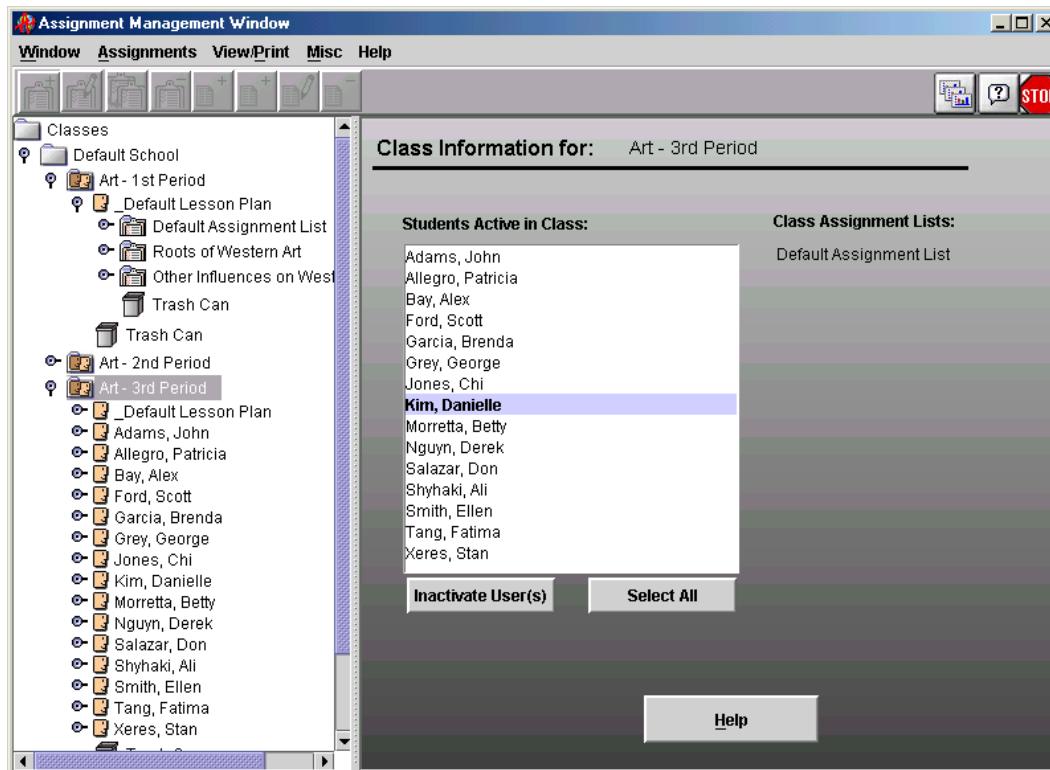 Assignment Management Window
Window Assignments View/Print Misc Help
STO
Classes
Default School
Art - 1st Period
_Default Lesson Plan
Default Assignment List
Roots of Western Art
Other Influences on West
Trash Can
Trash Can
Art - 2nd Period
Art - 3rd Period
_Default Lesson Plan
Adams, John
Allegro, Patricia
Bay, Alex
Ford, Scott
Garcia, Brenda
Grey, George
Jones, Chi
Kim, Danielle
Morretta, Betty
Nguyn, Derek
Salazar, Don
Shyhaki, Ali
Smith, Ellen
Tang, Fatima
Xeres, Stan
Class Information for: Art - 3rd Period
Students Active in Class:
Adams, John
Allegro, Patricia
Bay, Alex
Ford, Scott
Garcia, Brenda
Grey, George
Jones, Chi
Kim, Danielle
Morretta, Betty
Nguyn, Derek
Salazar, Don
Shyhaki, Ali
Smith, Ellen
Tang, Fatima
Xeres, Stan
Inactivate User(s) Select All
Class Assignment Lists:
Default Assignment List
Help